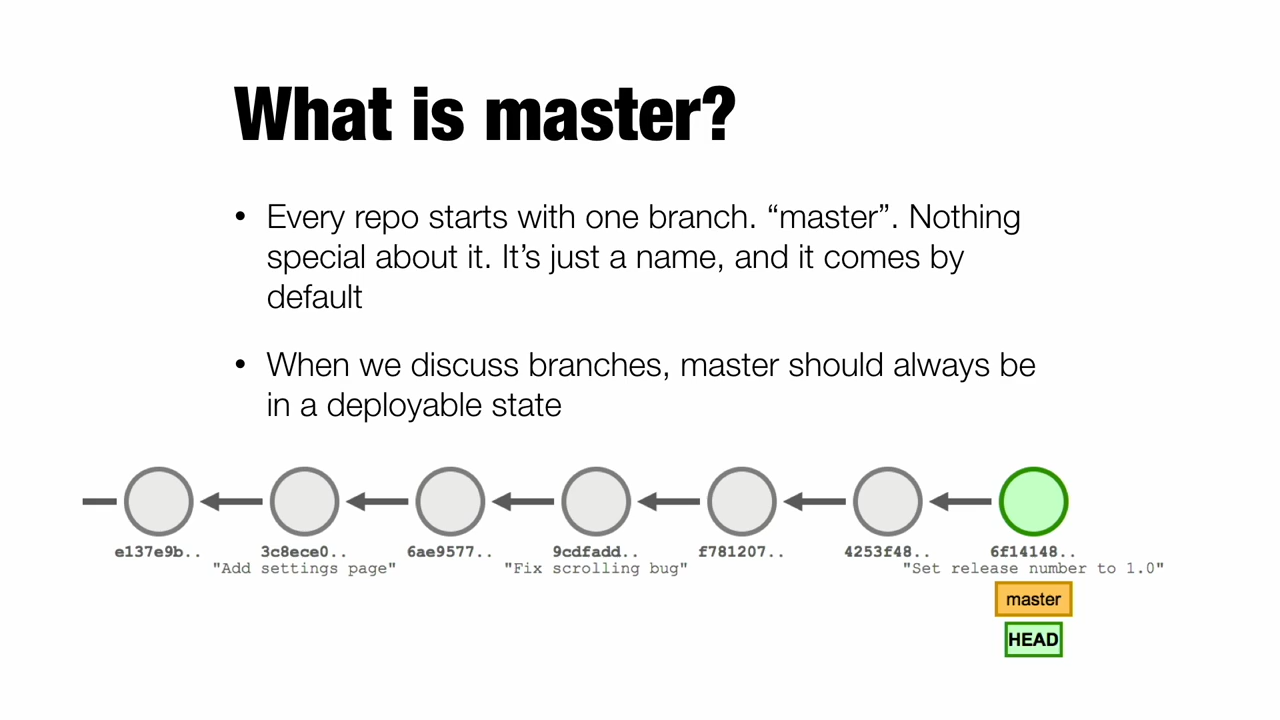 What is master?
• Every repo starts with one branch. “master”. Nothing
special about it. It’s just a name, and it comes by
default
• When we discuss branches, master should always be
in a deployable state
e137e9b.. 3c8ece0.. 6ae9577.. 9cdfadd.. f781207.. 4253f48.. 6f14148..
"Add settings page" "Fix scrolling bug" "Set release number to 1.0"
master
HEAD